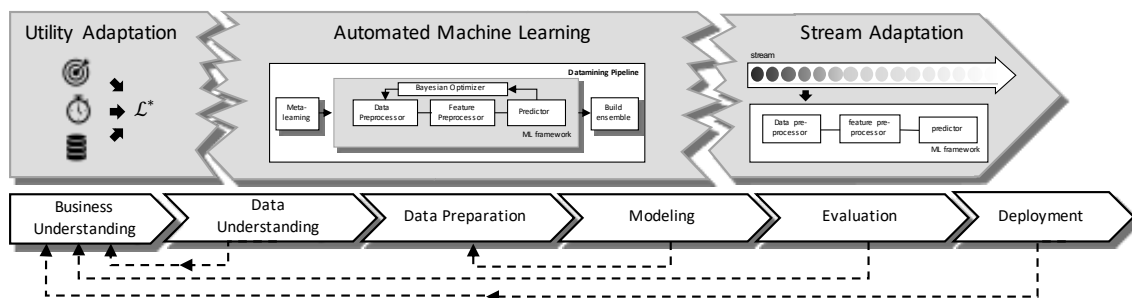 Utility Adaptation
Automated Machine Learning
Stream Adaptation
ℒ*
Datamining Pipeline
Bayesian Optimizer
Meta-
learning
Data
Preprocessor
Feature
Preprocessor
Predictor
ML framework
Build
ensemble
stream
Data pre-
processor
feature pre-
processor
predictor
ML framework
Business
Understanding
Data
Understanding
Data Preparation
Modeling
Evaluation
Deployment